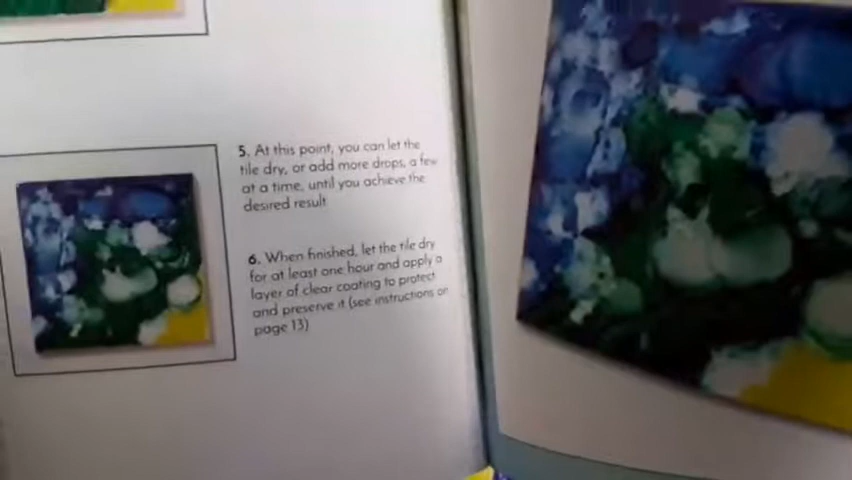 5. At this point, you can let the
tile dry, or add more drops, a few
at a time, until you achieve the
desired result
6. When finished, let the tile dry
for at least one hour and apply a
layer of clear coating to protect
and preserve it (see instructions on
page 13)